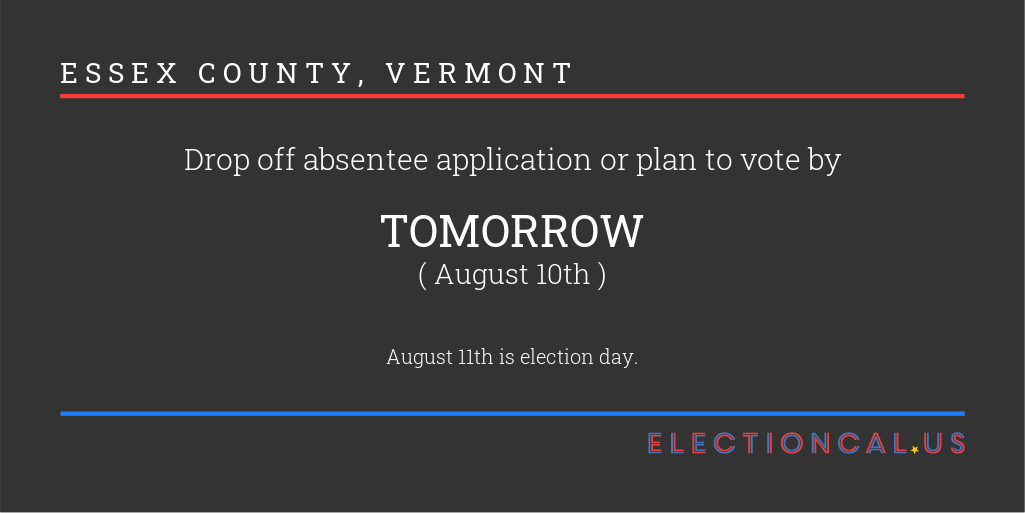 ESSEX COUNTY, VERMONT
Drop off absentee application or plan to vote by
TOMORROW
( August 10th )
August 11th is election day.
ELECTIONCAL.US